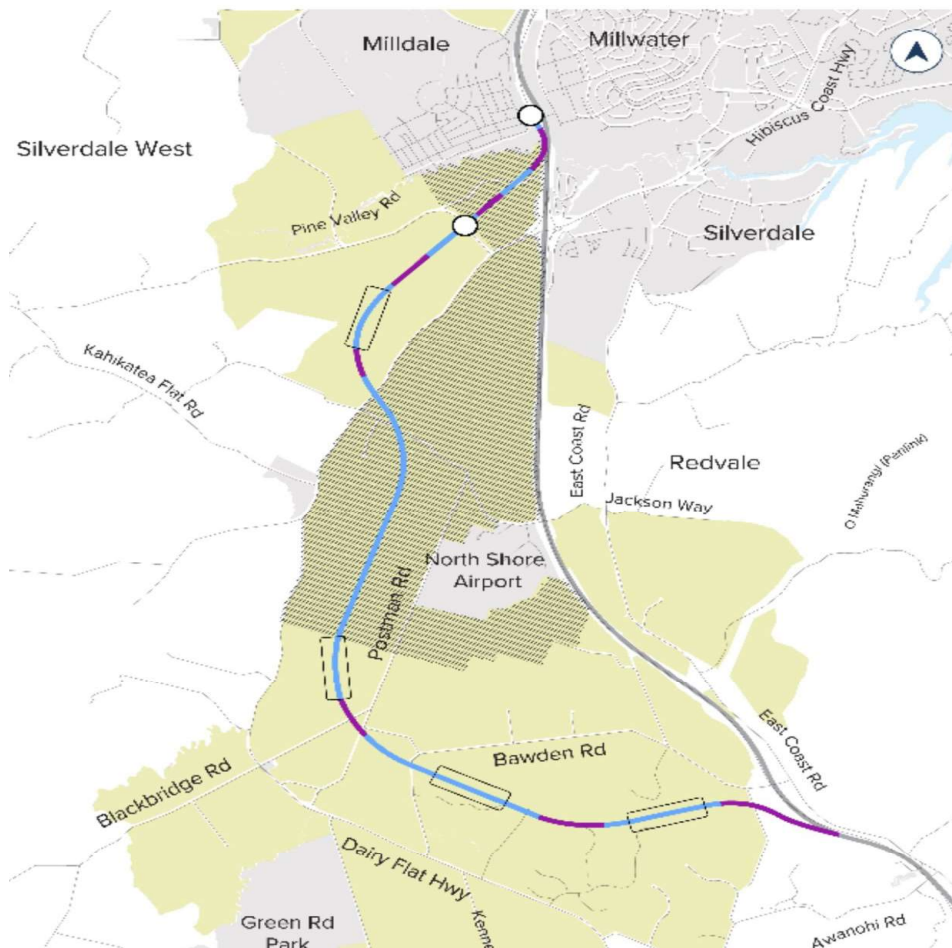 Milldale
Millwater
Hibiscus Coast Hwy
Silverdale West
Pine Valley Rd
Silverdale
Kahikatea Flat Rd
East Coast Rd
Redvale
Jackson Way
O Mahurangi (Penlink)
North Shore
Airport
Postman Rd
East Coast Rd
Bawden Rd
Blackbridge Rd
Dairy Flat Hwy
Green Rd
Park
Kenne
Awanohi Rd